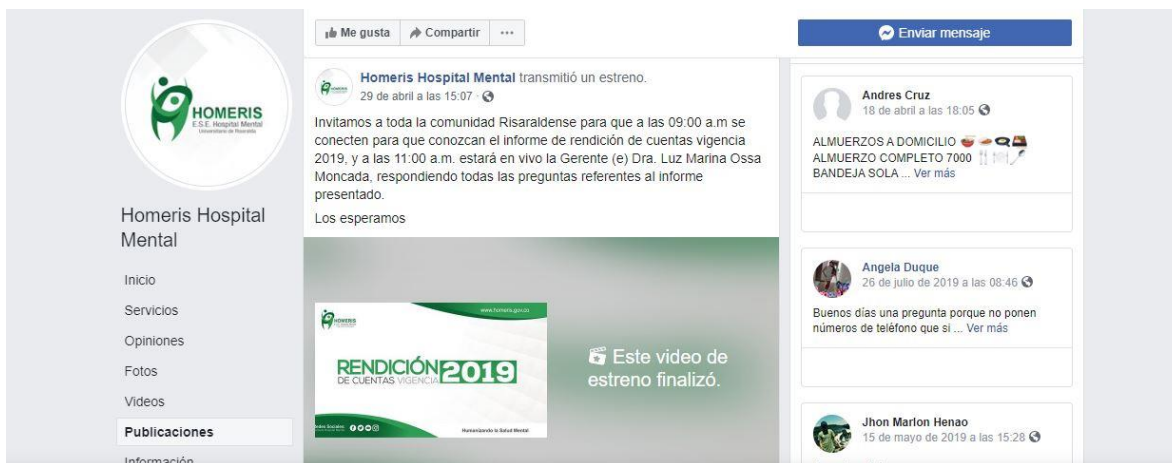 HOMERIS
E.S.E. Hospital Mental
Universitario de Risaralda
Homeris Hospital
Mental
Inicio
Servicios
Opiniones
Fotos
Videos
Publicaciones
Información
Me gusta
Compartir
...
Homeris Hospital Mental transmitió un estreno.
29 de abril a las 15:07 ·
Invitamos a toda la comunidad Risaraldense para que a las 09:00 a.m se
conecten para que conozcan el informe de rendición de cuentas vigencia
2019, y a las 11:00 a.m. estará en vivo la Gerente (e) Dra. Luz Marina Ossa
Moncada, respondiendo todas las preguntas referentes al informe
presentado.
Los esperamos
HOMERIS
www.homeris.gov.co
RENDICIÓN 2019
DE CUENTAS VIGENCIA
Redes Sociales:
Humanizando la Salud Mental
Este video de
estreno finalizó.
Enviar mensaje
Andres Cruz
18 de abril a las 18:05
ALMUERZOS A DOMICILIO
ALMUERZO COMPLETO 7000
BANDEJA SOLA ... Ver más
Angela Duque
26 de julio de 2019 a las 08:46
Buenos días una pregunta porque no ponen
números de teléfono que si ... Ver más
Jhon Marlon Henao
15 de mayo de 2019 a las 15:28